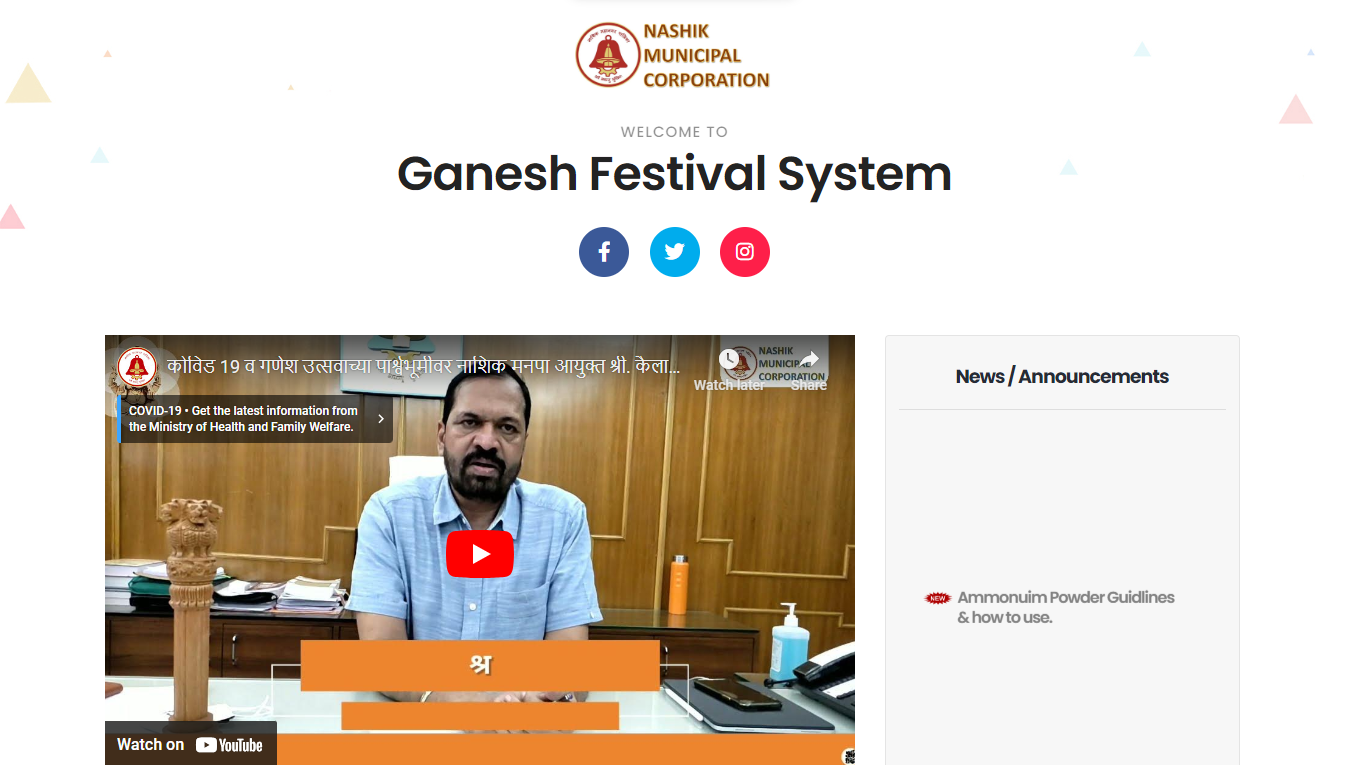 NASHIK
MUNICIPAL
CORPORATION
WELCOME TO
Ganesh Festival System
कोविड 19 व गणेश उत्सवाच्या पार्श्वभूमीवर नाशिक मनपा आयुक्त श्री. कैला...
NASHIK
MUNICIPAL
CORPORATION
Watch later
Share
COVID-19 • Get the latest information from
the Ministry of Health and Family Welfare.
श्र
Watch on YouTube
News / Announcements
NEW
Ammonuim Powder Guidlines
& how to use.